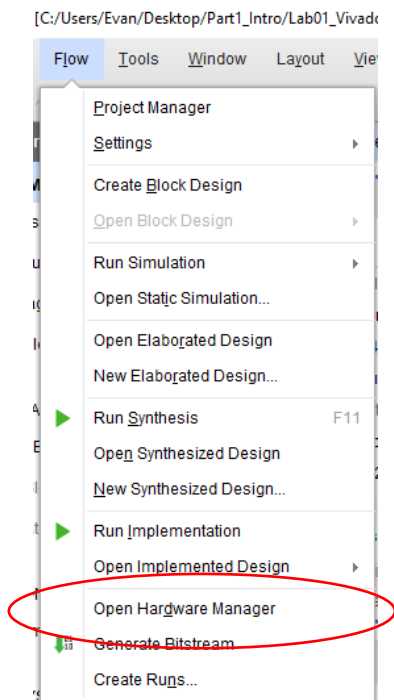 [C:/Users/Evan/Desktop/Part1_Intro/Lab01_Vivado
Flow Tools Window Layout Vie
Project Manager
Settings
Create Block Design
Open Block Design
Run Simulation
Open Static Simulation...
Open Elaborated Design
New Elaborated Design...
Run Synthesis F11
Open Synthesized Design
New Synthesized Design...
Run Implementation
Open Implemented Design
Open Hardware Manager
Generate Bitstream
Create Runs...